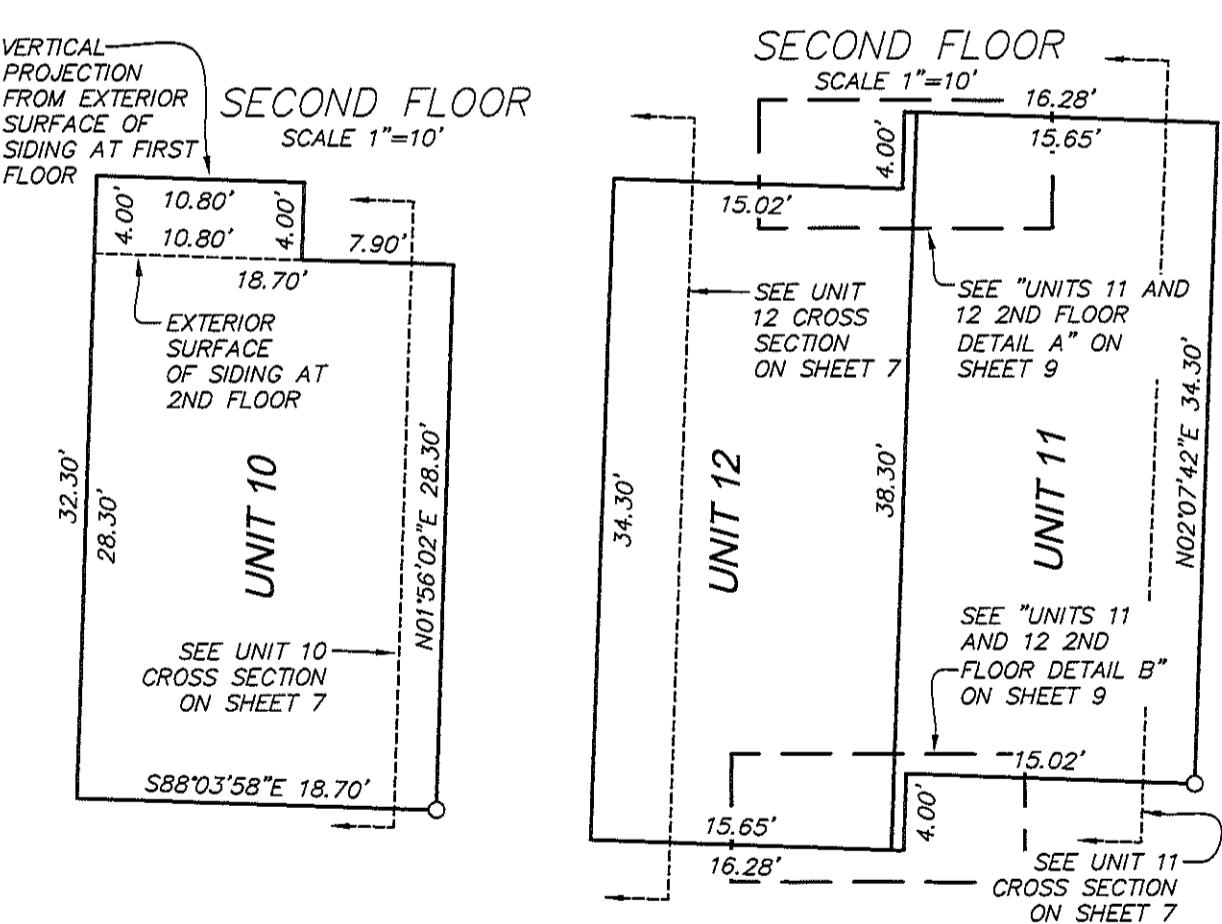 VERTICAL
PROJECTION
FROM EXTERIOR
SURFACE OF
SIDING AT FIRST
FLOOR
SECOND FLOOR
SCALE 1"=10'
10.80'
4.00'
4.00'
10.80'
7.90'
18.70'
EXTERIOR
SURFACE
OF SIDING AT
2ND FLOOR
32.30'
28.30'
UNIT 10
N01°56'02"E 28.30'
SEE UNIT 10
CROSS SECTION
ON SHEET 7
S88°03'58"E 18.70'
SECOND FLOOR
SCALE 1"=10'
16.28'
15.65'
4.00'
15.02'
SEE UNIT
12 CROSS
SECTION
ON SHEET 7
SEE "UNITS 11 AND
12 2ND FLOOR
DETAIL A" ON
SHEET 9
34.30'
UNIT 12
38.30'
UNIT 11
N02°07'42"E 34.30'
SEE "UNITS 11
AND 12 2ND
FLOOR DETAIL B"
ON SHEET 9
15.02'
4.00'
15.65'
16.28'
SEE UNIT 11
CROSS SECTION
ON SHEET 7